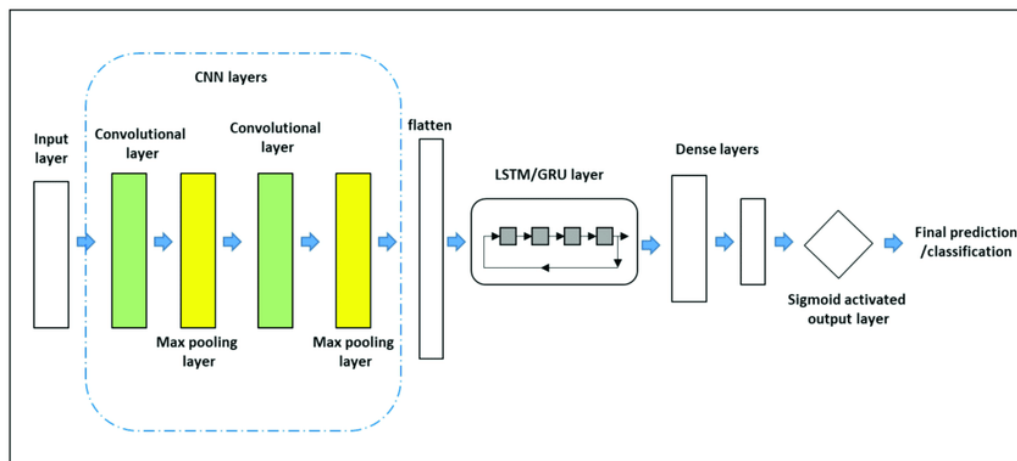 CNN layers
Input
layer
Convolutional
layer
Max pooling
layer
Convolutional
layer
Max pooling
layer
flatten
LSTM/GRU layer
Dense layers
Sigmoid activated
output layer
Final prediction
/classification